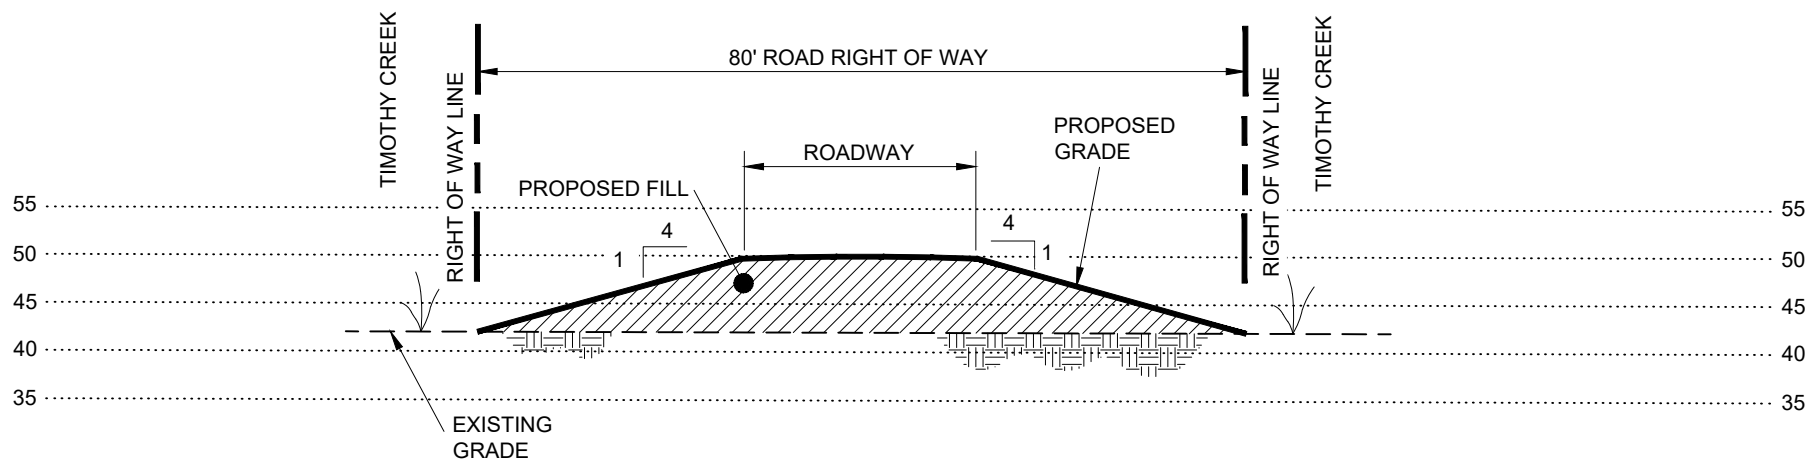 TIMOTHY CREEK
RIGHT OF WAY LINE
80' ROAD RIGHT OF WAY
RIGHT OF WAY LINE
TIMOTHY CREEK
PROPOSED
GRADE
ROADWAY
PROPOSED FILL
55
55
4
1
4
1
50
50
45
45
40
40
35
35
EXISTING
GRADE